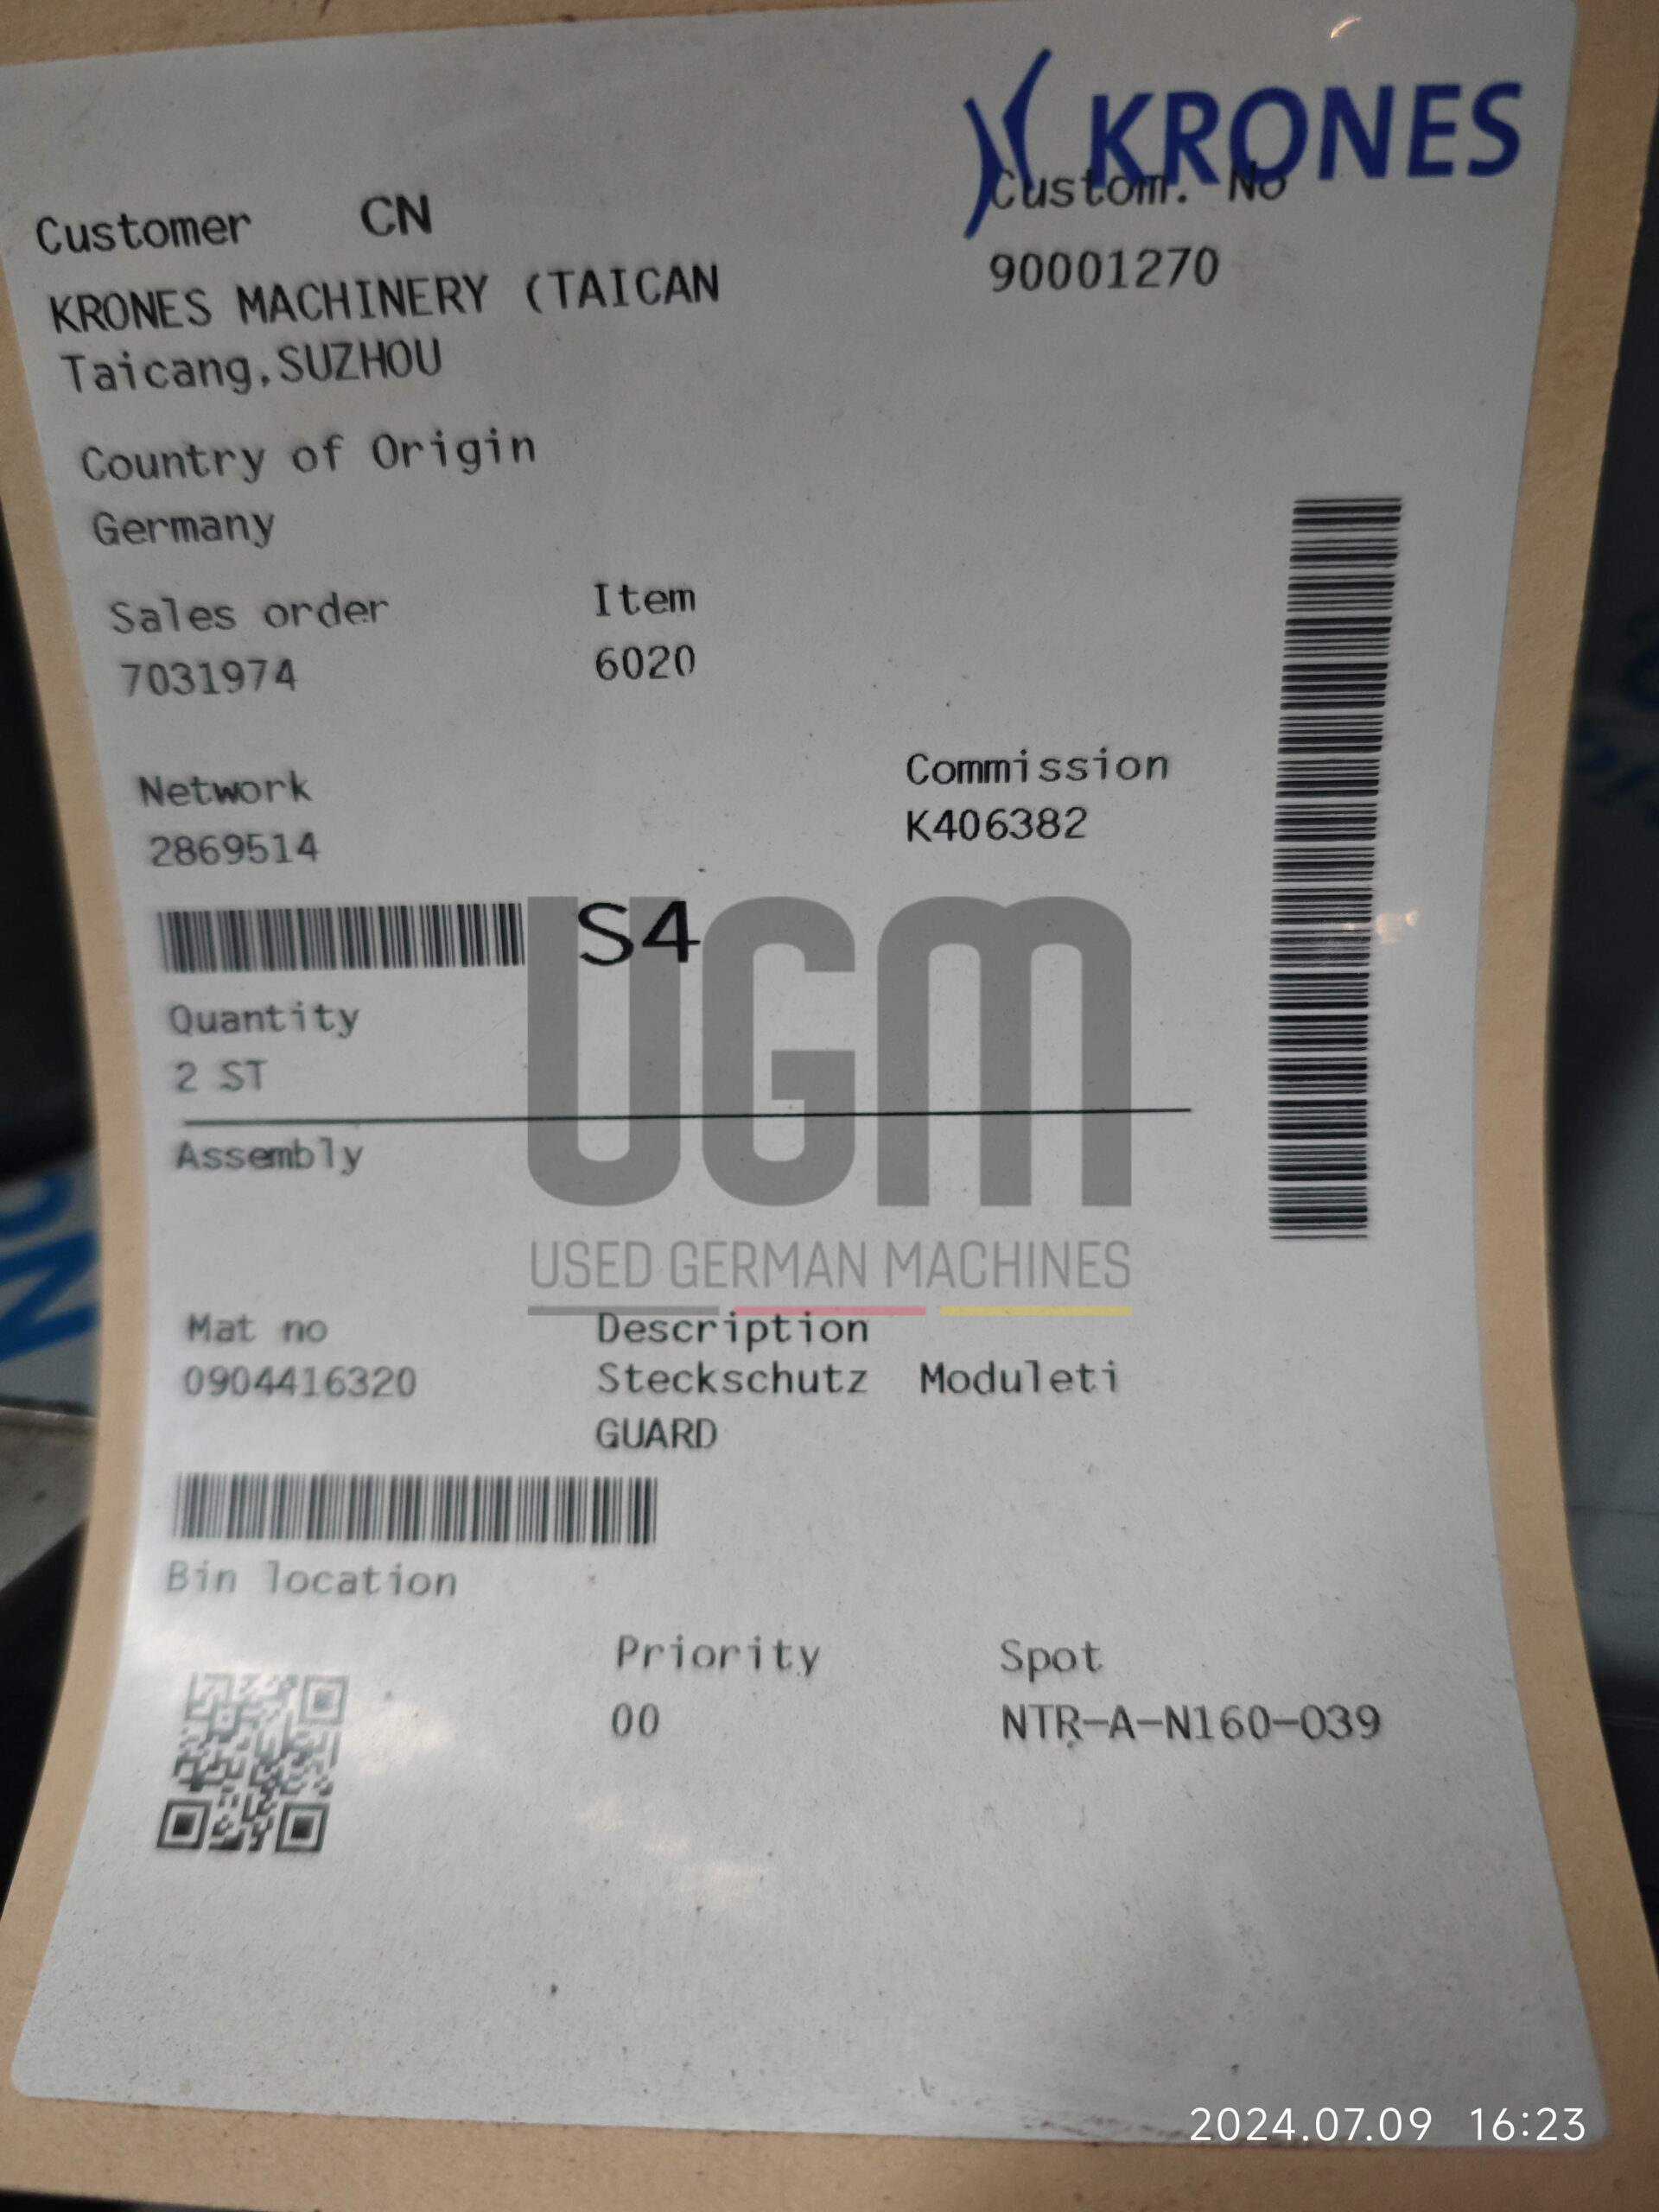 KRONES
Customer CN
Custom. No
KRONES MACHINERY (TAICAN
90001270
Taicang,SUZHOU
Country of Origin
Germany
Sales order Item
7031974 6020
Network Commission
2869514 K406382
S4
Quantity
2 ST
Assembly
UGM
USED GERMAN MACHINES
Mat no Description
0904416320 Steckschutz Moduleti
GUARD
Bin location
Priority Spot
00 NTR-A-N160-039
2024.07.09 16:23